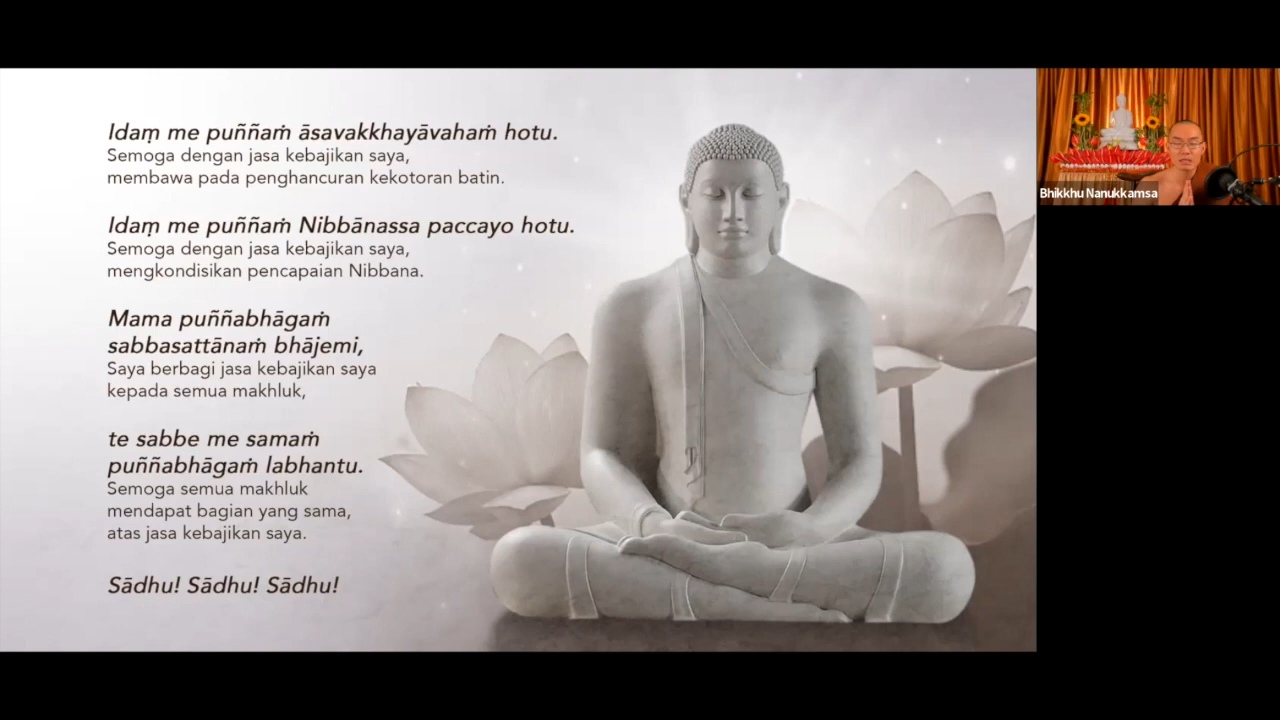 Idaṃ me puññaṁ āsavakkhayāvahaṁ hotu.
Semoga dengan jasa kebajikan saya,
membawa pada penghancuran kekotoran batin.
Idaṃ me puññaṁ Nibbānassa paccayo hotu.
Semoga dengan jasa kebajikan saya,
mengkondisikan pencapaian Nibbana.
Mama puññabhāgaṁ
sabbasattānaṁ bhājemi,
Saya berbagi jasa kebajikan saya
kepada semua makhluk,
te sabbe me samaṁ
puññabhāgaṁ labhantu.
Semoga semua makhluk
mendapat bagian yang sama,
atas jasa kebajikan saya.
Sādhu! Sādhu! Sādhu!
Bhikkhu Nanukkamsa